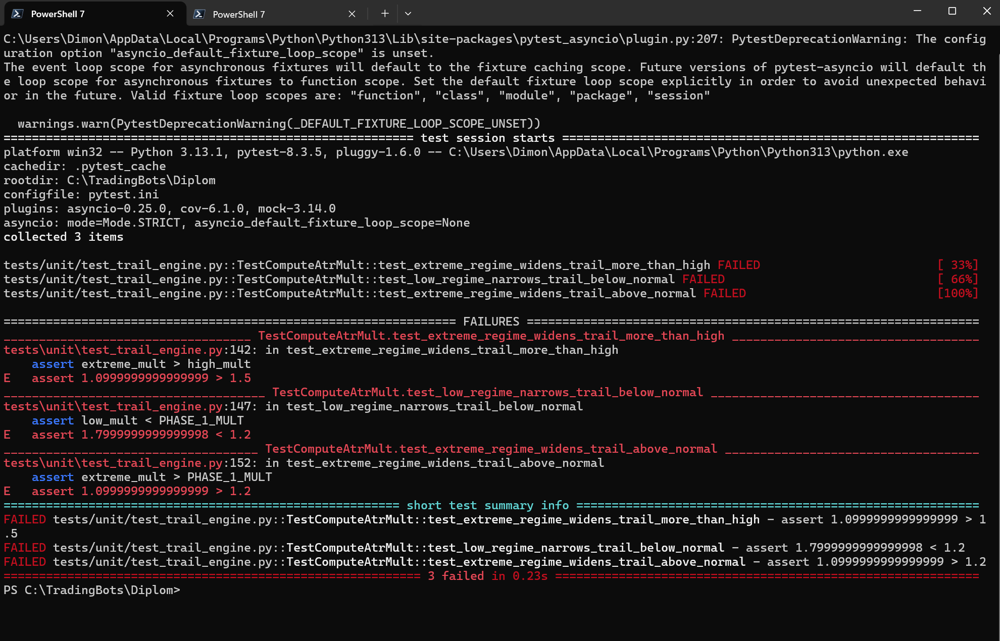 PowerShell 7
PowerShell 7
C:\Users\Dimon\AppData\Local\Programs\Python\Python313\Lib\site-packages\pytest_asyncio\plugin.py:207: PytestDeprecationWarning: The config
uration option "asyncio_default_fixture_loop_scope" is unset.
The event loop scope for asynchronous fixtures will default to the fixture caching scope. Future versions of pytest-asyncio will default th
e loop scope for asynchronous fixtures to function scope. Set the default fixture loop scope explicitly in order to avoid unexpected behavi
or in the future. Valid fixture loop scopes are: "function", "class", "module", "package", "session"
  warnings.warn(PytestDeprecationWarning(_DEFAULT_FIXTURE_LOOP_SCOPE_UNSET))
========================================================== test session starts ===========================================================
platform win32 -- Python 3.13.1, pytest-8.3.5, pluggy-1.6.0 -- C:\Users\Dimon\AppData\Local\Programs\Python\Python313\python.exe
cachedir: .pytest_cache
rootdir: C:\TradingBots\Diplom
configfile: pytest.ini
plugins: asyncio-0.25.0, cov-6.1.0, mock-3.14.0
asyncio: mode=Mode.STRICT, asyncio_default_fixture_loop_scope=None
collected 3 items
tests/unit/test_trail_engine.py::TestComputeAtrMult::test_extreme_regime_widens_trail_more_than_high FAILED [ 33%]
tests/unit/test_trail_engine.py::TestComputeAtrMult::test_low_regime_narrows_trail_below_normal FAILED [ 66%]
tests/unit/test_trail_engine.py::TestComputeAtrMult::test_extreme_regime_widens_trail_above_normal FAILED [100%]
================================================================ FAILURES ================================================================
___________________________________ TestComputeAtrMult.test_extreme_regime_widens_trail_more_than_high ___________________________________
tests\unit\test_trail_engine.py:142: in test_extreme_regime_widens_trail_more_than_high
    assert extreme_mult > high_mult
E   assert 1.0999999999999999 > 1.5
_____________________________________ TestComputeAtrMult.test_low_regime_narrows_trail_below_normal ______________________________________
tests\unit\test_trail_engine.py:147: in test_low_regime_narrows_trail_below_normal
    assert low_mult < PHASE_1_MULT
E   assert 1.7999999999999998 < 1.2
____________________________________ TestComputeAtrMult.test_extreme_regime_widens_trail_above_normal ____________________________________
tests\unit\test_trail_engine.py:152: in test_extreme_regime_widens_trail_above_normal
    assert extreme_mult > PHASE_1_MULT
E   assert 1.0999999999999999 > 1.2
======================================================== short test summary info =========================================================
FAILED tests/unit/test_trail_engine.py::TestComputeAtrMult::test_extreme_regime_widens_trail_more_than_high - assert 1.0999999999999999 > 1
.5
FAILED tests/unit/test_trail_engine.py::TestComputeAtrMult::test_low_regime_narrows_trail_below_normal - assert 1.7999999999999998 < 1.2
FAILED tests/unit/test_trail_engine.py::TestComputeAtrMult::test_extreme_regime_widens_trail_above_normal - assert 1.0999999999999999 > 1.2
=========================================================== 3 failed in 0.23s ============================================================
PS C:\TradingBots\Diplom>